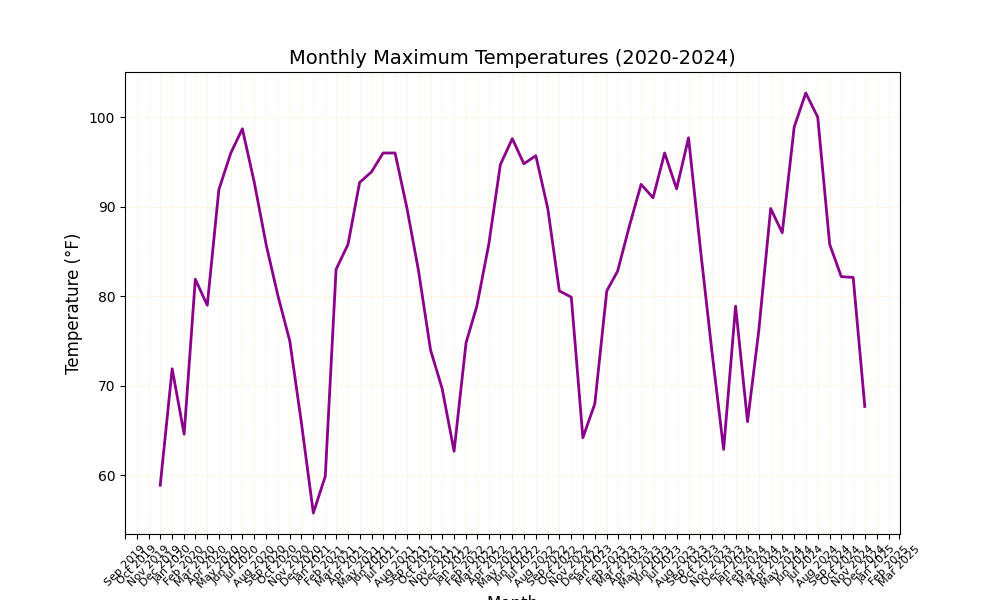 Monthly Maximum Temperatures (2020-2024)
Temperature (°F)
100
90
80
70
60
Sep 2019
Oct 2019
Nov 2019
Dec 2019
Feb 2020
Mar 2020
Apr 2020
May 2020
Jun 2020
Jul 2020
Aug 2020
Sep 2020
Oct 2020
Nov 2020
Dec 2020
Jan 2021
Feb 2021
Mar 2021
Apr 2021
May 2021
Jun 2021
Aug 2021
Sep 2021
Oct 2021
Nov 2021
Dec 2021
Jan 2022
Feb 2022
Mar 2022
Apr 2022
May 2022
Jun 2022
Jul 2022
Aug 2022
Sep 2022
Oct 2022
Nov 2022
Dec 2022
Jan 2023
Feb 2023
Mar 2023
Apr 2023
May 2023
Jun 2023
Jul 2023
Aug 2023
Sep 2023
Oct 2023
Nov 2023
Dec 2023
Jan 2024
Feb 2024
Mar 2024
Apr 2024
May 2024
Jun 2024
Jul 2024
Aug 2024
Sep 2024
Oct 2024
Nov 2024
Dec 2024
Jan 2025
Feb 2025
Mar 2025
Month